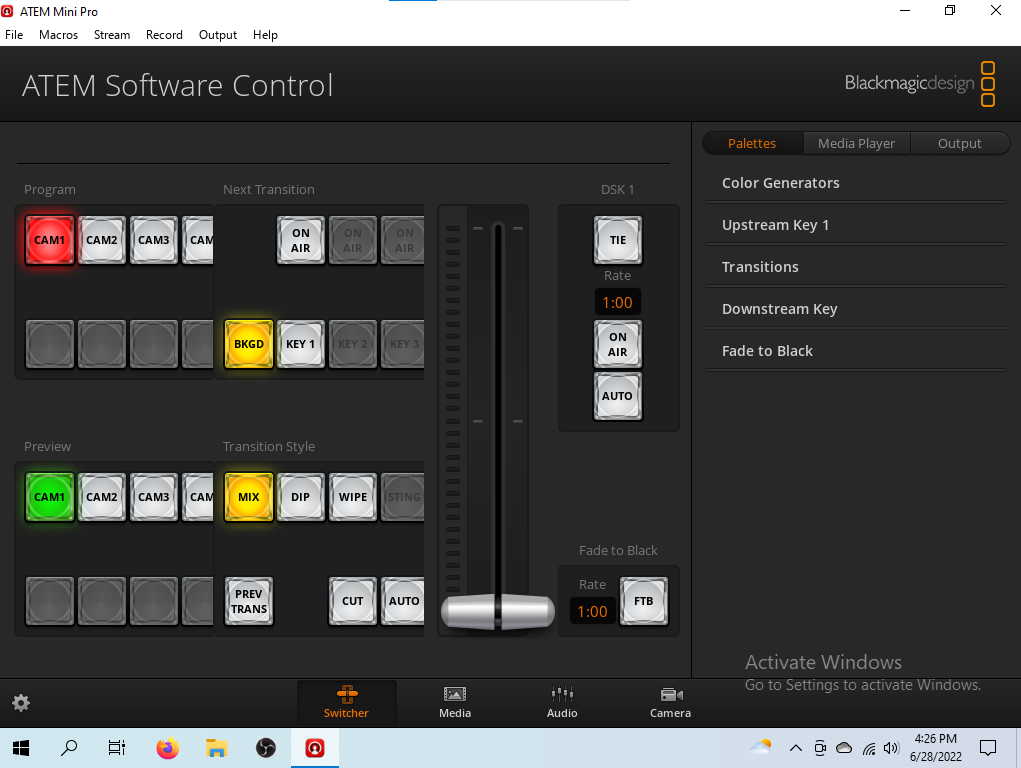 ATEM Mini Pro
File Macros Stream Record Output Help
ATEM Software Control
Blackmagicdesign
Palettes Media Player Output
Program
Next Transition
DSK 1
Color Generators
Upstream Key 1
Transitions
Downstream Key
Fade to Black
CAM1 CAM2 CAM3 CAM
ON AIR
ON AIR
ON AIR
TIE
Rate
1:00
BKGD KEY 1 KEY 2 KEY 3
ON AIR
AUTO
Preview
Transition Style
CAM1 CAM2 CAM3 CAM
MIX DIP WIPE STING
PREV TRANS
CUT AUTO
Fade to Black
Rate
1:00
FTB
Activate Windows
Go to Settings to activate Windows.
Switcher Media Audio Camera
4:26 PM
6/28/2022